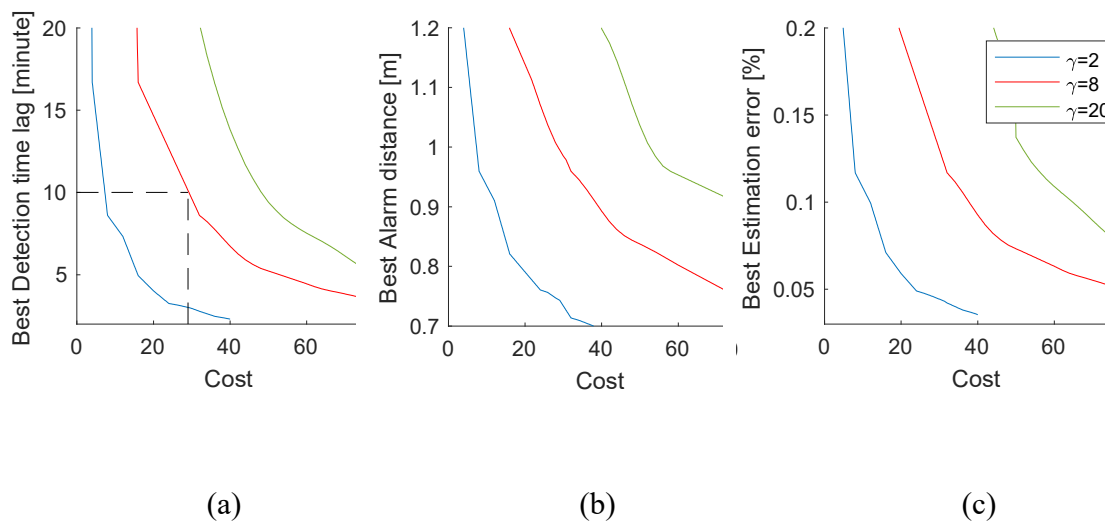 Best Detection time lag [minute]
20
15
10
5
0
20
40
60
Cost
(a)
Best Alarm distance [m]
1.2
1.1
1
0.9
0.8
0.7
0
20
40
60
Cost
(b)
Best Estimation error [%]
0.2
0.15
0.1
0.05
0
20
40
60
Cost
γ=2
γ=8
γ=20
(c)